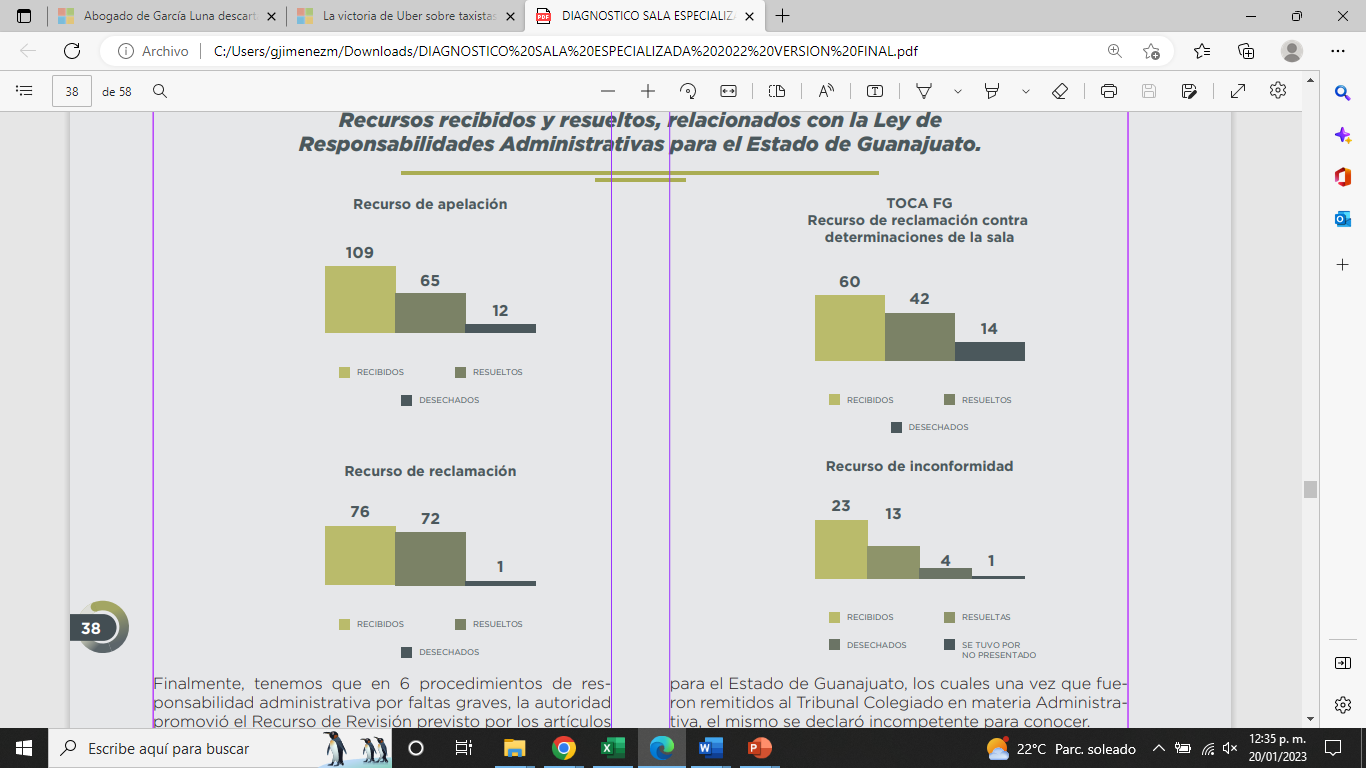 Abogado de García Luna descart
La victoria de Uber sobre taxistas
DIAGNOSTICO SALA ESPECIALIZA
Archivo
C:/Users/gjimenezm/Downloads/DIAGNOSTICO%20SALA%20ESPECIALIZADA%202022%20VERSION%20FINAL.pdf
38 de 58
Recursos recibidos y resueltos, relacionados con la Ley de
Responsabilidades Administrativas para el Estado de Guanajuato.
Recurso de apelación
109
65
12
RECIBIDOS
RESUELTOS
DESECHADOS
TOCA FG
Recurso de reclamación contra
determinaciones de la sala
60
42
14
RECIBIDOS
RESUELTOS
DESECHADOS
Recurso de reclamación
76
72
1
RECIBIDOS
RESUELTOS
DESECHADOS
Recurso de inconformidad
23
13
4
1
RECIBIDOS
RESUELTAS
DESECHADOS
SE TUVO POR
NO PRESENTADO
38
Finalmente, tenemos que en 6 procedimientos de res-
ponsabilidad administrativa por faltas graves, la autoridad
promovió el Recurso de Revisión previsto por los artículos
para el Estado de Guanajuato, los cuales una vez que fue-
ron remitidos al Tribunal Colegiado en materia Administra-
tiva, el mismo se declaró incompetente para conocer.
Escribe aquí para buscar
22°C Parc. soleado
12:35 p. m.
20/01/2023